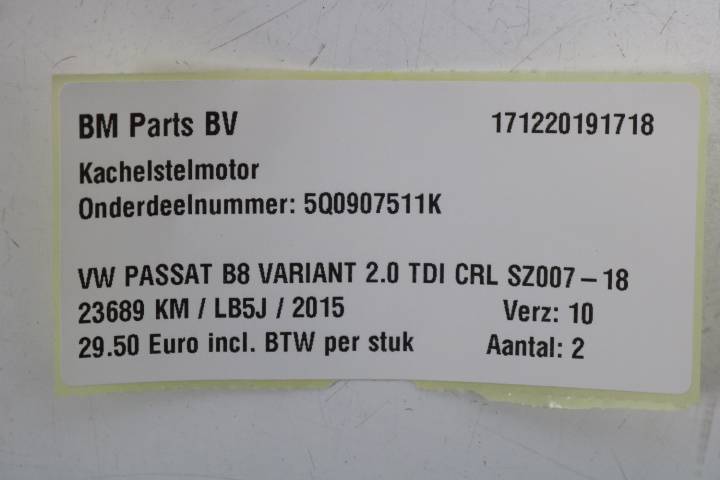 BM Parts BV 171220191718
Kachelstelmotor
Onderdeelnummer: 5Q0907511K
VW PASSAT B8 VARIANT 2.0 TDI CRL SZ007-18
23689 KM / LB5J / 2015 Verz: 10
29.50 Euro incl. BTW per stuk Aantal: 2